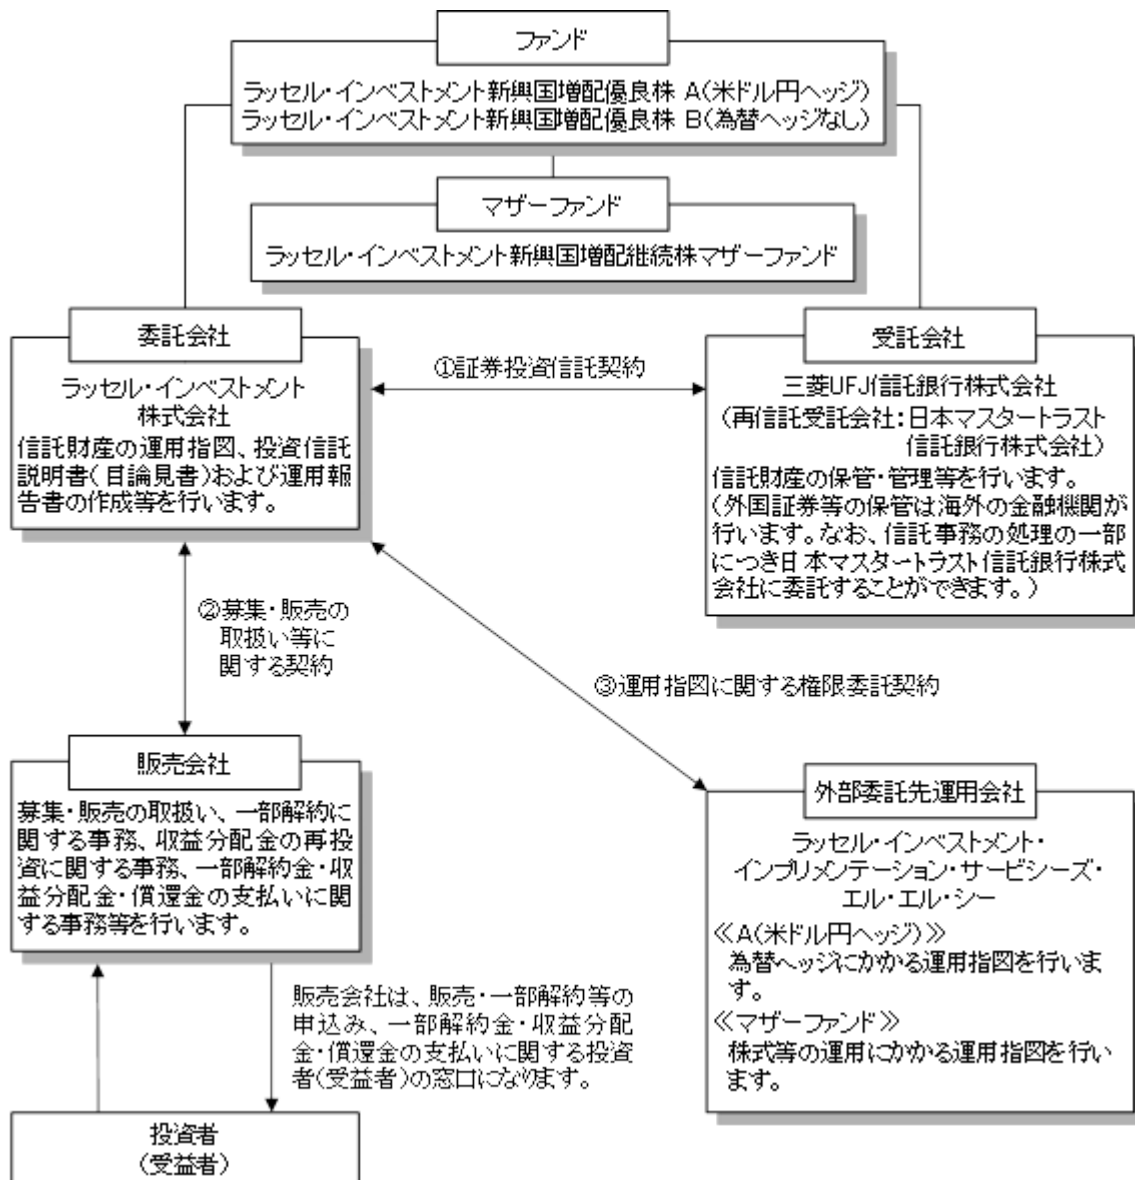 ファンド
ラッセル・インベストメント新興国増配優良株 A(米ドル円ヘッジ)
ラッセル・インベストメント新興国増配優良株 B(為替ヘッジなし)
マザーファンド
ラッセル・インベストメント新興国増配継続株マザーファンド
委託会社
ラッセル・インベストメント
株式会社
信託財産の運用指図、投資信託
説明書(目論見書)および運用報
告書の作成等を行います。
①証券投資信託契約
受託会社
三菱UFJ信託銀行株式会社
(再信託受託会社:日本マスタートラスト
信託銀行株式会社)
信託財産の保管・管理等を行います。
(外国証券等の保管は海外の金融機関が
行います。なお、信託事務の処理の一部
につき日本マスタートラスト信託銀行株式
会社に委託することができます。)
②募集・販売の
取扱い等に
関する契約
③運用指図に関する権限委託契約
販売会社
募集・販売の取扱い、一部解約に
関する事務、収益分配金の再投
資に関する事務、一部解約金・収
益分配金・償還金の支払いに関
する事務等を行います。
外部委託先運用会社
ラッセル・インベストメント・
インプリメンテーション・サービシーズ・
エル・エル・シー
≪A(米ドル円ヘッジ)≫
為替ヘッジにかかる運用指図を行いま
す。
≪マザーファンド≫
株式等の運用にかかる運用指図を行い
ます。
販売会社は、販売・一部解約等の
申込み、一部解約金・収益分配
金・償還金の支払いに関する投資
者(受益者)の窓口になります。
投資者
(受益者)